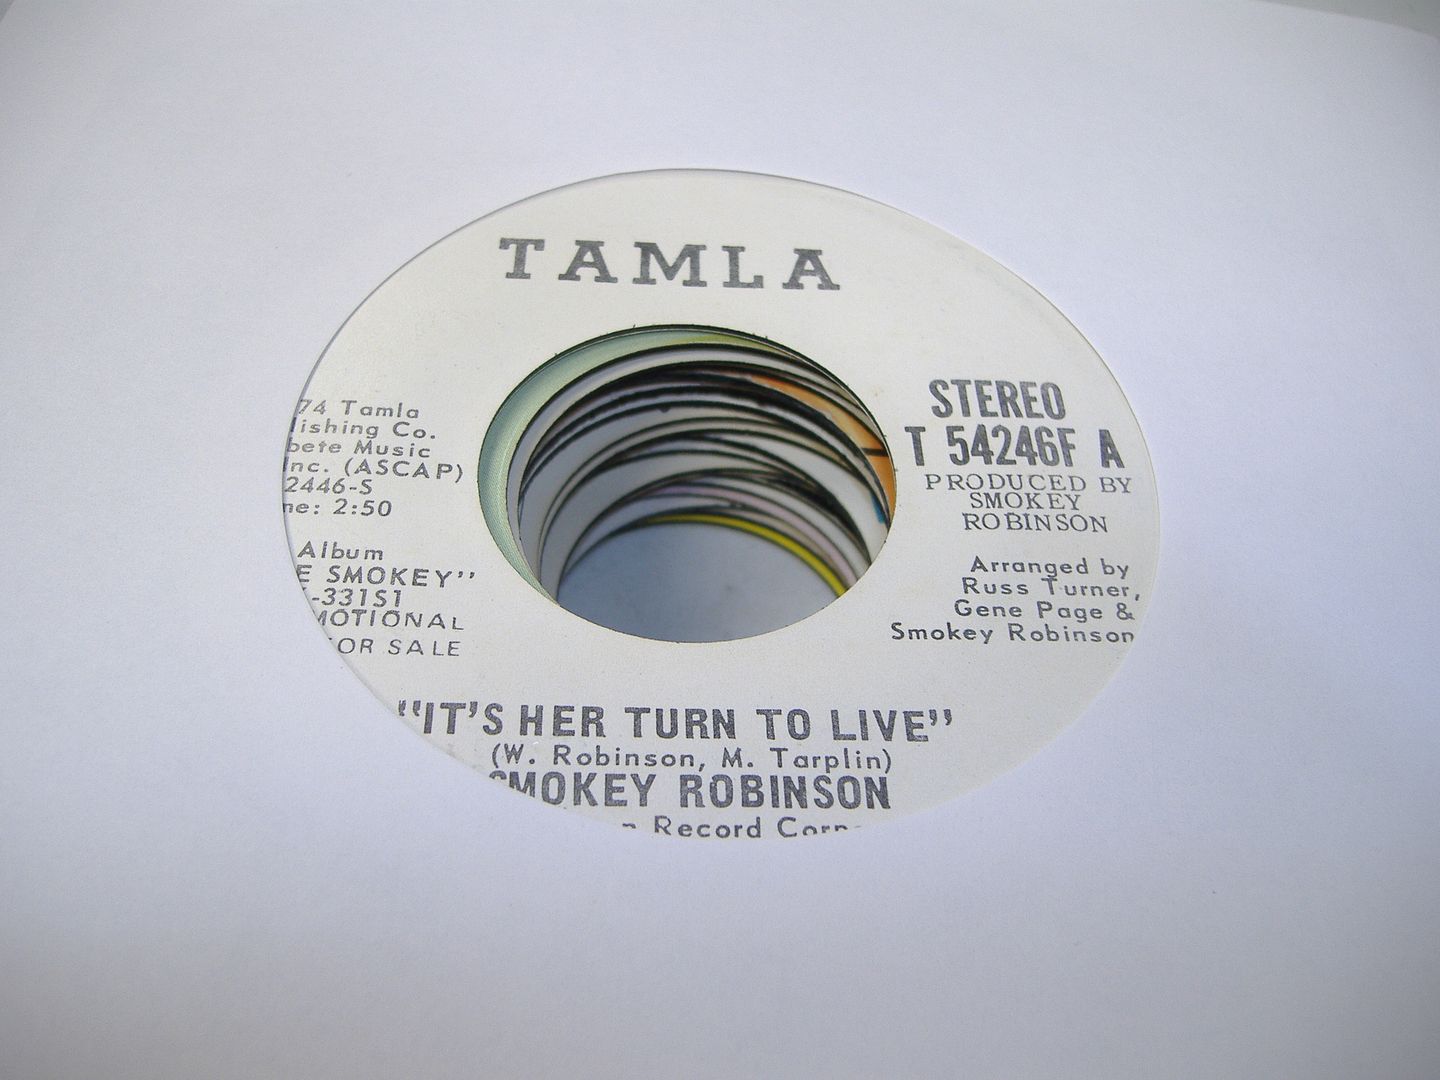 TAMLA
74 Tamla
lishing Co.
bete Music
nc. (ASCAP)
2446-S
ne: 2:50
Album
E SMOKEY"
-331S1
MOTIONAL
OR SALE
STEREO
T 54246F A
PRODUCED BY
SMOKEY
ROBINSON
Arranged by
Russ Turner,
Gene Page &
Smokey Robinson
"IT'S HER TURN TO LIVE"
(W. Robinson, M. Tarplin)
SMOKEY ROBINSON
n Record Corp